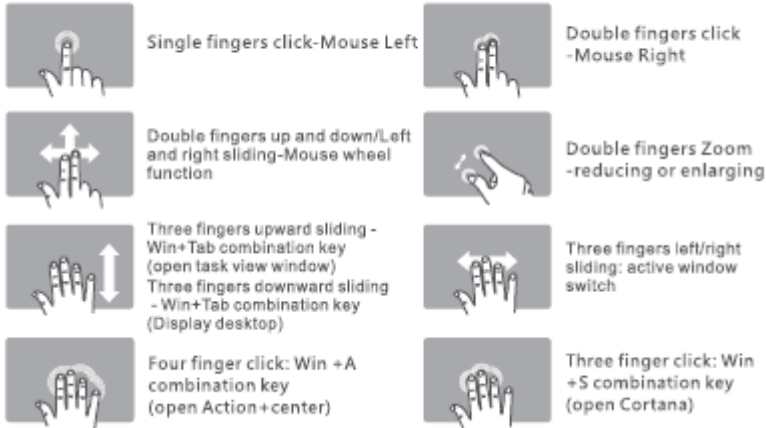 Single fingers click-Mouse Left
Double fingers click
-Mouse Right
Double fingers up and down/Left
and right sliding-Mouse wheel
function
Double fingers Zoom
-reducing or enlarging
Three fingers upward sliding -
Win+Tab combination key
(open task view window)
Three fingers downward sliding
- Win+Tab combination key
(Display desktop)
Three fingers left/right
sliding: active window
switch
Four finger click: Win +A
combination key
(open Action+center)
Three finger click: Win
+S combination key
(open Cortana)